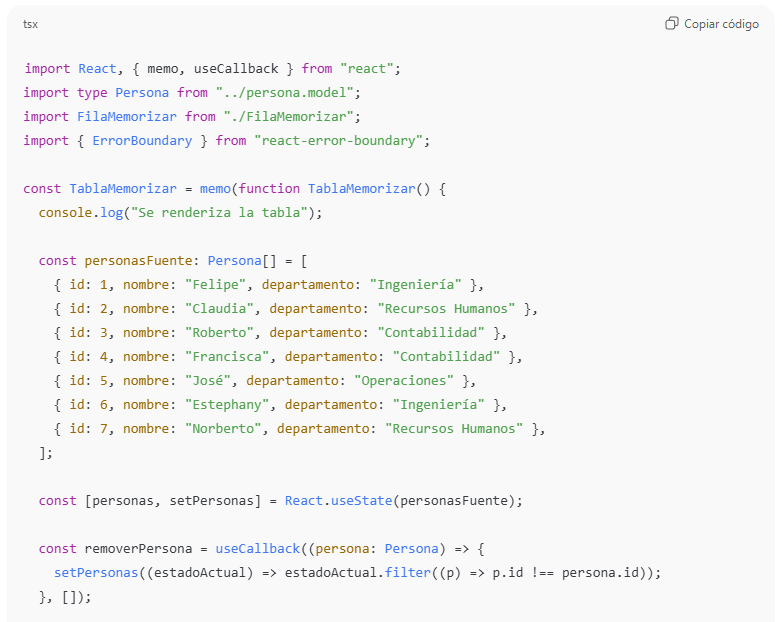 tsx
Copiar código
import React, { memo, useCallback } from "react";
import type Persona from "../persona.model";
import FilaMemorizar from "./FilaMemorizar";
import { ErrorBoundary } from "react-error-boundary";

const TablaMemorizar = memo(function TablaMemorizar() {
  console.log("Se renderiza la tabla");

  const personasFuente: Persona[] = [
    { id: 1, nombre: "Felipe", departamento: "Ingeniería" },
    { id: 2, nombre: "Claudia", departamento: "Recursos Humanos" },
    { id: 3, nombre: "Roberto", departamento: "Contabilidad" },
    { id: 4, nombre: "Francisca", departamento: "Contabilidad" },
    { id: 5, nombre: "José", departamento: "Operaciones" },
    { id: 6, nombre: "Estephany", departamento: "Ingeniería" },
    { id: 7, nombre: "Norberto", departamento: "Recursos Humanos" },
  ];

  const [personas, setPersonas] = React.useState(personasFuente);

  const removerPersona = useCallback((persona: Persona) => {
    setPersonas((estadoActual) => estadoActual.filter((p) => p.id !== persona.id));
  }, []);